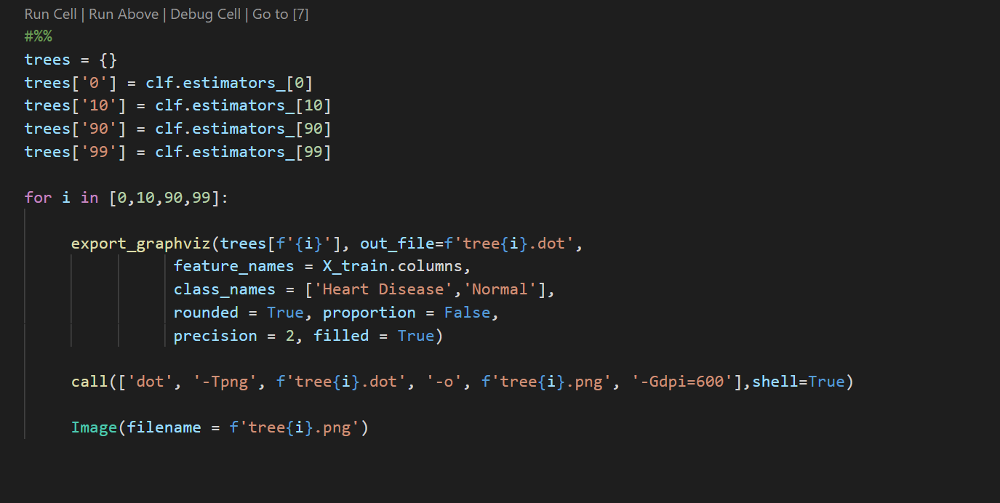 Run Cell | Run Above | Debug Cell | Go to [7]
#%%
trees = {}
trees['0'] = clf.estimators_[0]
trees['10'] = clf.estimators_[10]
trees['90'] = clf.estimators_[90]
trees['99'] = clf.estimators_[99]
for i in [0,10,90,99]:
export_graphviz(trees[f'{i}'], out_file=f'tree{i}.dot',
feature_names = X_train.columns,
class_names = ['Heart Disease','Normal'],
rounded = True, proportion = False,
precision = 2, filled = True)
call(['dot', '-Tpng', f'tree{i}.dot', '-o', f'tree{i}.png', '-Gdpi=600'],shell=True)
Image(filename = f'tree{i}.png')